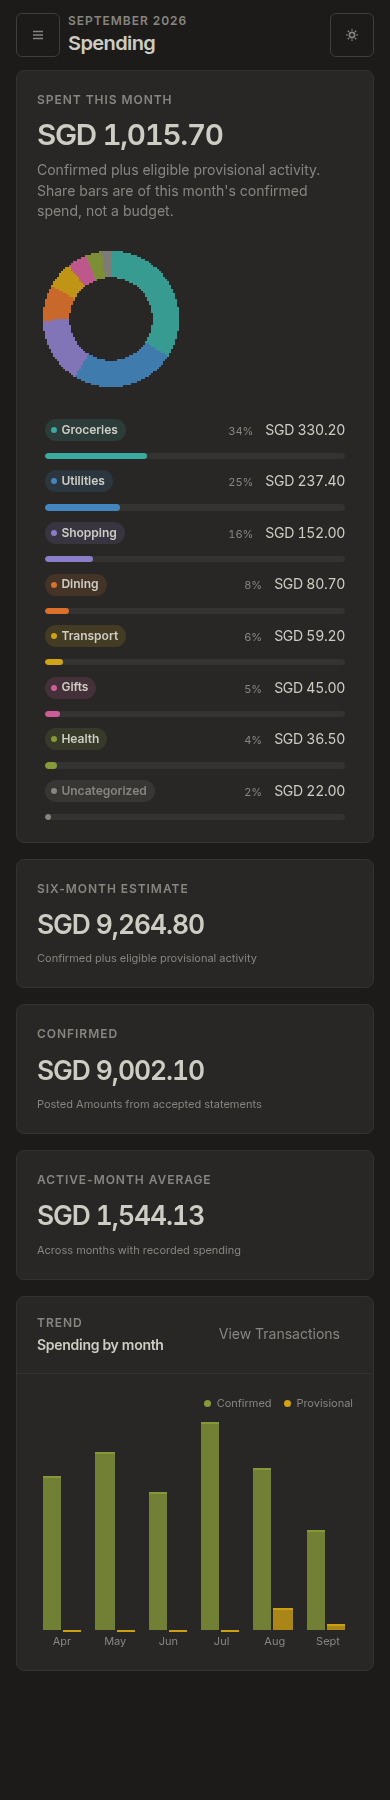 SEPTEMBER 2026
Spending
SPENT THIS MONTH
SGD 1,015.70
Confirmed plus eligible provisional activity.
Share bars are of this month's confirmed
spend, not a budget.
Groceries 34% SGD 330.20
Utilities 25% SGD 237.40
Shopping 16% SGD 152.00
Dining 8% SGD 80.70
Transport 6% SGD 59.20
Gifts 5% SGD 45.00
Health 4% SGD 36.50
Uncategorized 2% SGD 22.00
SIX-MONTH ESTIMATE
SGD 9,264.80
Confirmed plus eligible provisional activity
CONFIRMED
SGD 9,002.10
Posted Amounts from accepted statements
ACTIVE-MONTH AVERAGE
SGD 1,544.13
Across months with recorded spending
TREND
Spending by month
View Transactions
Confirmed Provisional
Apr May Jun Jul Aug Sept